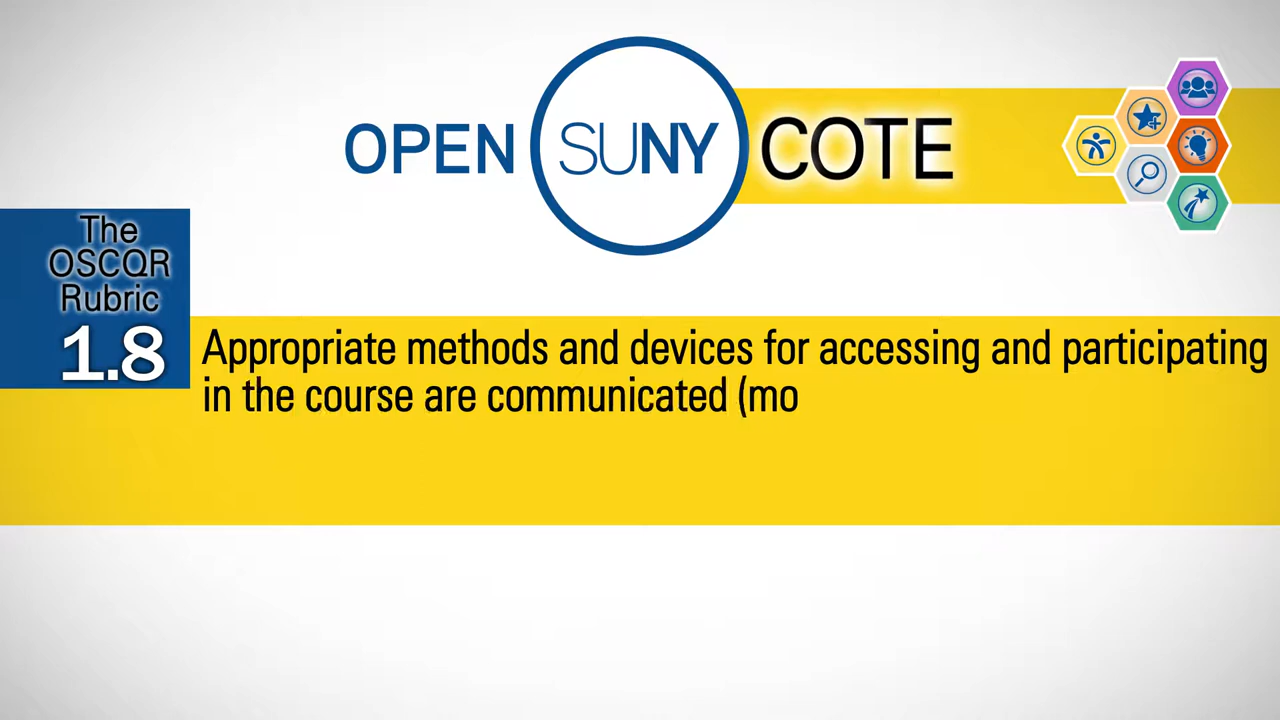 OPEN SUNY COTE
The
OSCQR
Rubric
1.8
Appropriate methods and devices for accessing and participating
in the course are communicated (mo